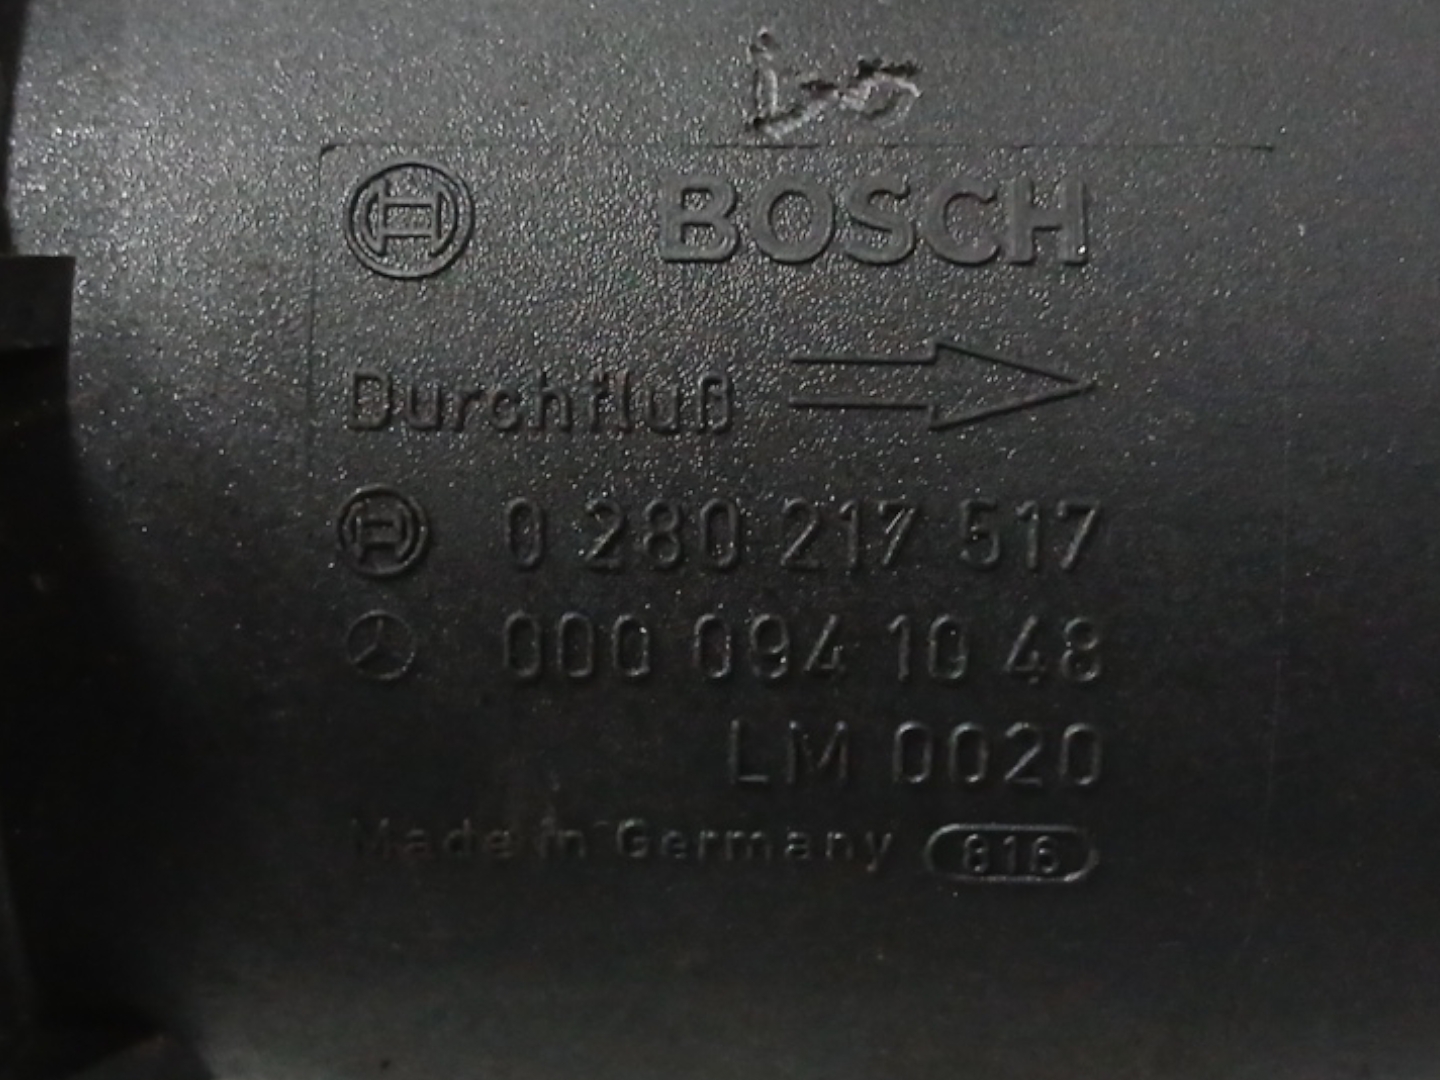 BOSCH
Durchfluß
0 280 217 517
000 094 10 48
LM 0020
Made in Germany 816